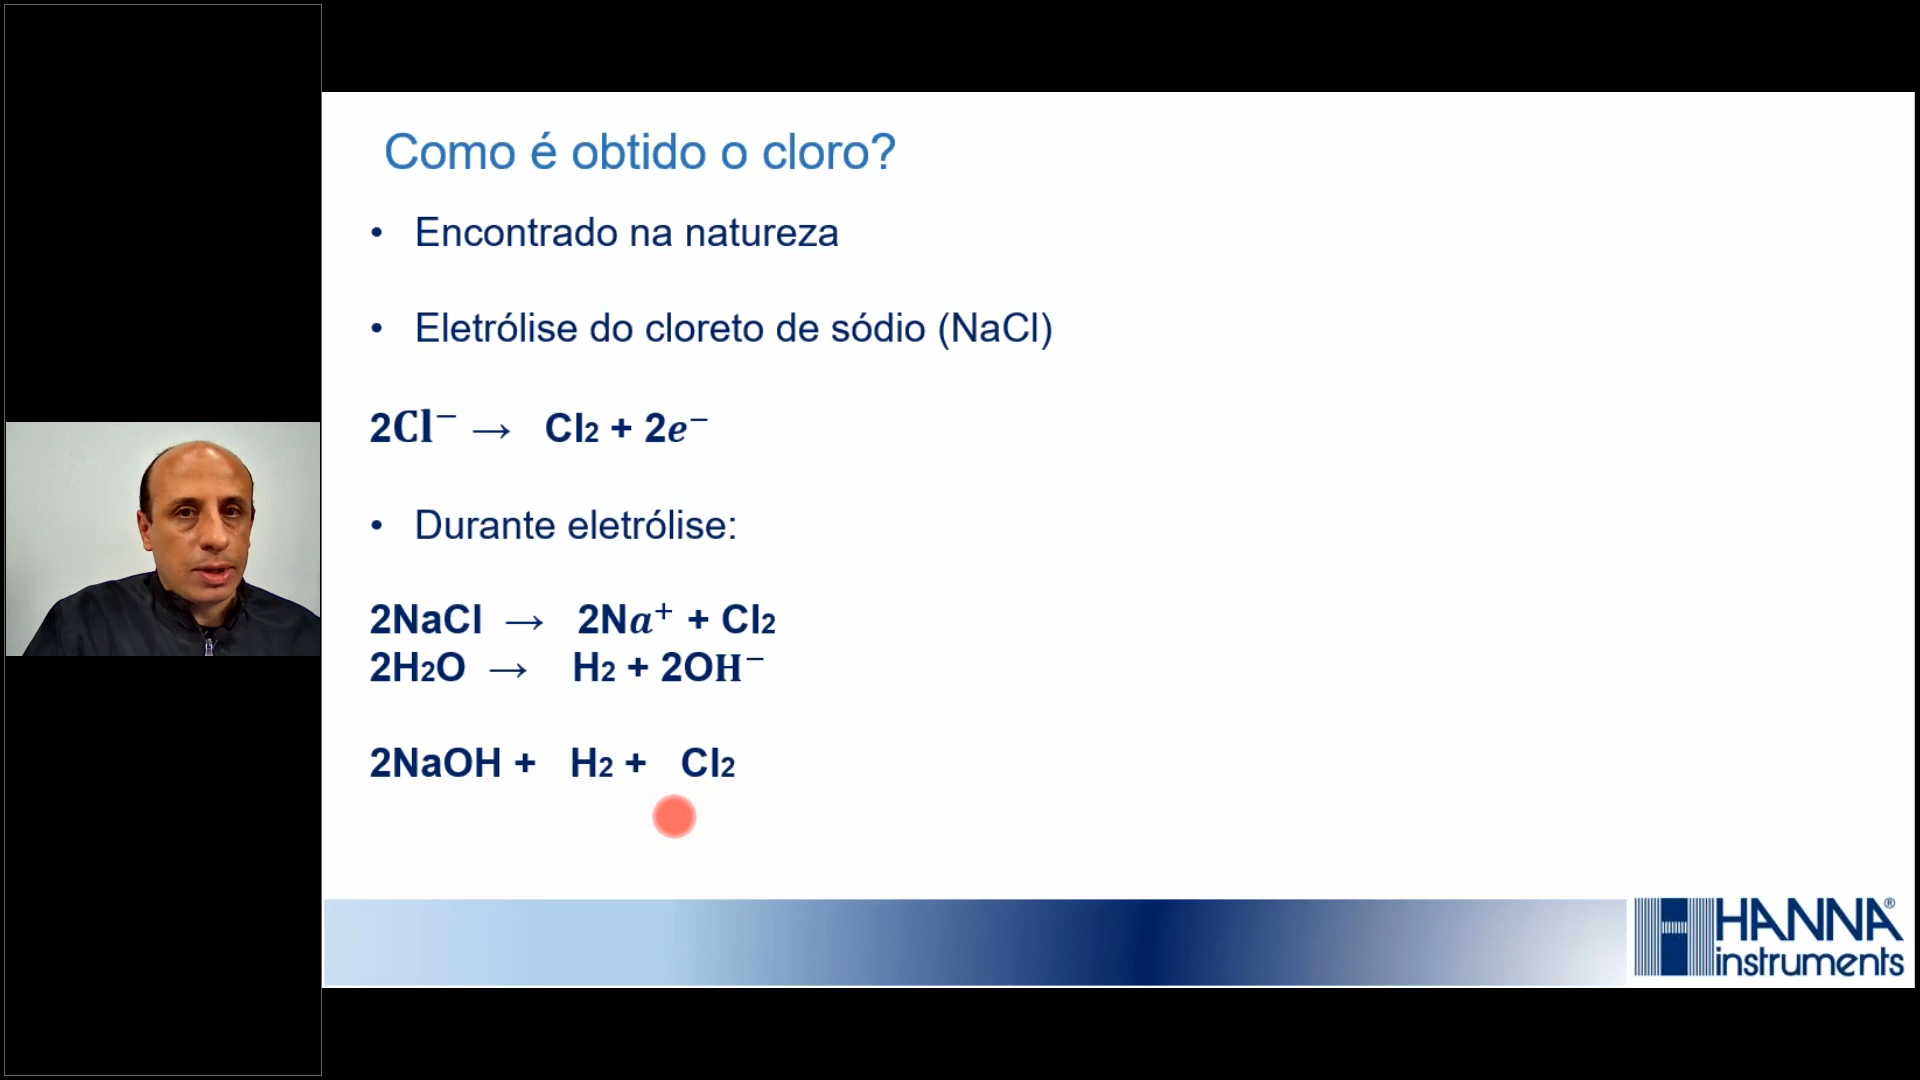 Como é obtido o cloro?
• Encontrado na natureza
• Eletrólise do cloreto de sódio (NaCl)
2Cl⁻ → Cl₂ + 2e⁻
• Durante eletrólise:
2NaCl → 2Na⁺ + Cl₂
2H₂O → H₂ + 2OH⁻
2NaOH + H₂ + Cl₂
HANNA®
instruments